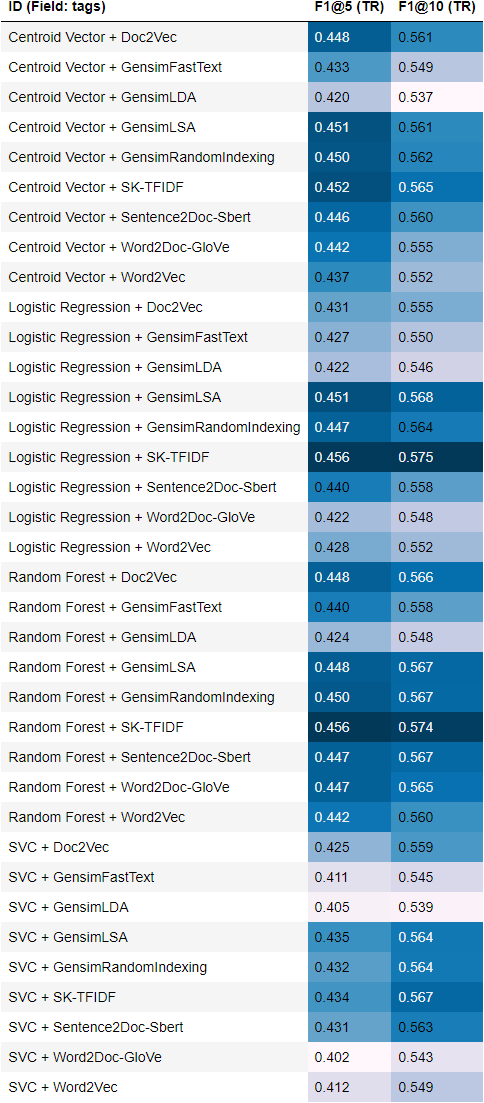 ID (Field: tags) F1@5 (TR) F1@10 (TR)
Centroid Vector + Doc2Vec 0.448 0.561
Centroid Vector + GensimFastText 0.433 0.549
Centroid Vector + GensimLDA 0.420 0.537
Centroid Vector + GensimLSA 0.451 0.561
Centroid Vector + GensimRandomIndexing 0.450 0.562
Centroid Vector + SK-TFIDF 0.452 0.565
Centroid Vector + Sentence2Doc-Sbert 0.446 0.560
Centroid Vector + Word2Doc-GloVe 0.442 0.555
Centroid Vector + Word2Vec 0.437 0.552
Logistic Regression + Doc2Vec 0.431 0.555
Logistic Regression + GensimFastText 0.427 0.550
Logistic Regression + GensimLDA 0.422 0.546
Logistic Regression + GensimLSA 0.451 0.568
Logistic Regression + GensimRandomIndexing 0.447 0.564
Logistic Regression + SK-TFIDF 0.456 0.575
Logistic Regression + Sentence2Doc-Sbert 0.440 0.558
Logistic Regression + Word2Doc-GloVe 0.422 0.548
Logistic Regression + Word2Vec 0.428 0.552
Random Forest + Doc2Vec 0.448 0.566
Random Forest + GensimFastText 0.440 0.558
Random Forest + GensimLDA 0.424 0.548
Random Forest + GensimLSA 0.448 0.567
Random Forest + GensimRandomIndexing 0.450 0.567
Random Forest + SK-TFIDF 0.456 0.574
Random Forest + Sentence2Doc-Sbert 0.447 0.567
Random Forest + Word2Doc-GloVe 0.447 0.565
Random Forest + Word2Vec 0.442 0.560
SVC + Doc2Vec 0.425 0.559
SVC + GensimFastText 0.411 0.545
SVC + GensimLDA 0.405 0.539
SVC + GensimLSA 0.435 0.564
SVC + GensimRandomIndexing 0.432 0.564
SVC + SK-TFIDF 0.434 0.567
SVC + Sentence2Doc-Sbert 0.431 0.563
SVC + Word2Doc-GloVe 0.402 0.543
SVC + Word2Vec 0.412 0.549